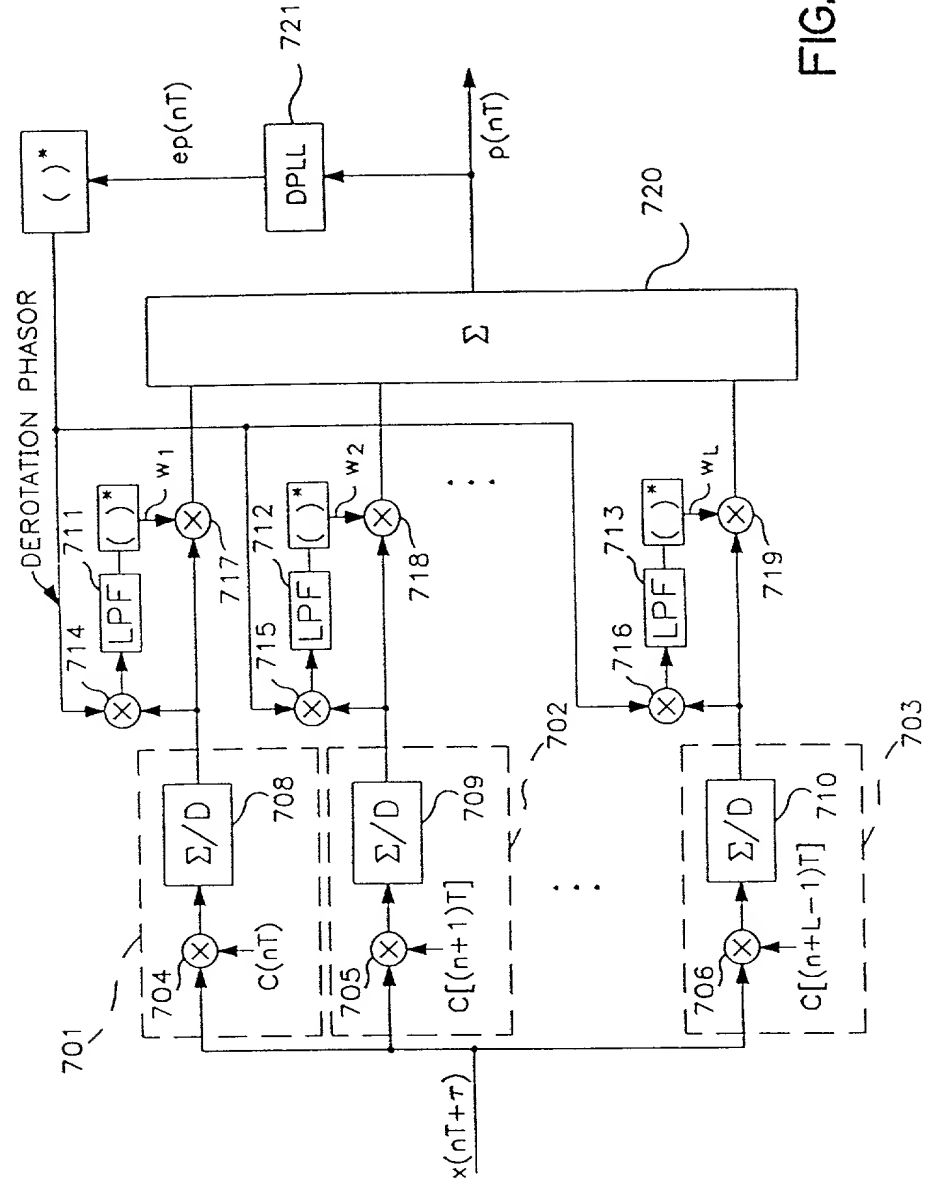 721
( )*
ep(nT)
DPLL
p(nT)
FIG.
DEROTATION PHASOR
720
Σ
711
( )*
w1
714
LPF
717
712
( )*
w2
715
LPF
718
. . .
713
( )*
wL
716
LPF
719
701
704
C(nT)
Σ/D
708
702
705
C[(n+1)T]
Σ/D
709
. . .
703
706
C[(n+L-1)T]
Σ/D
710
x(nT+τ)